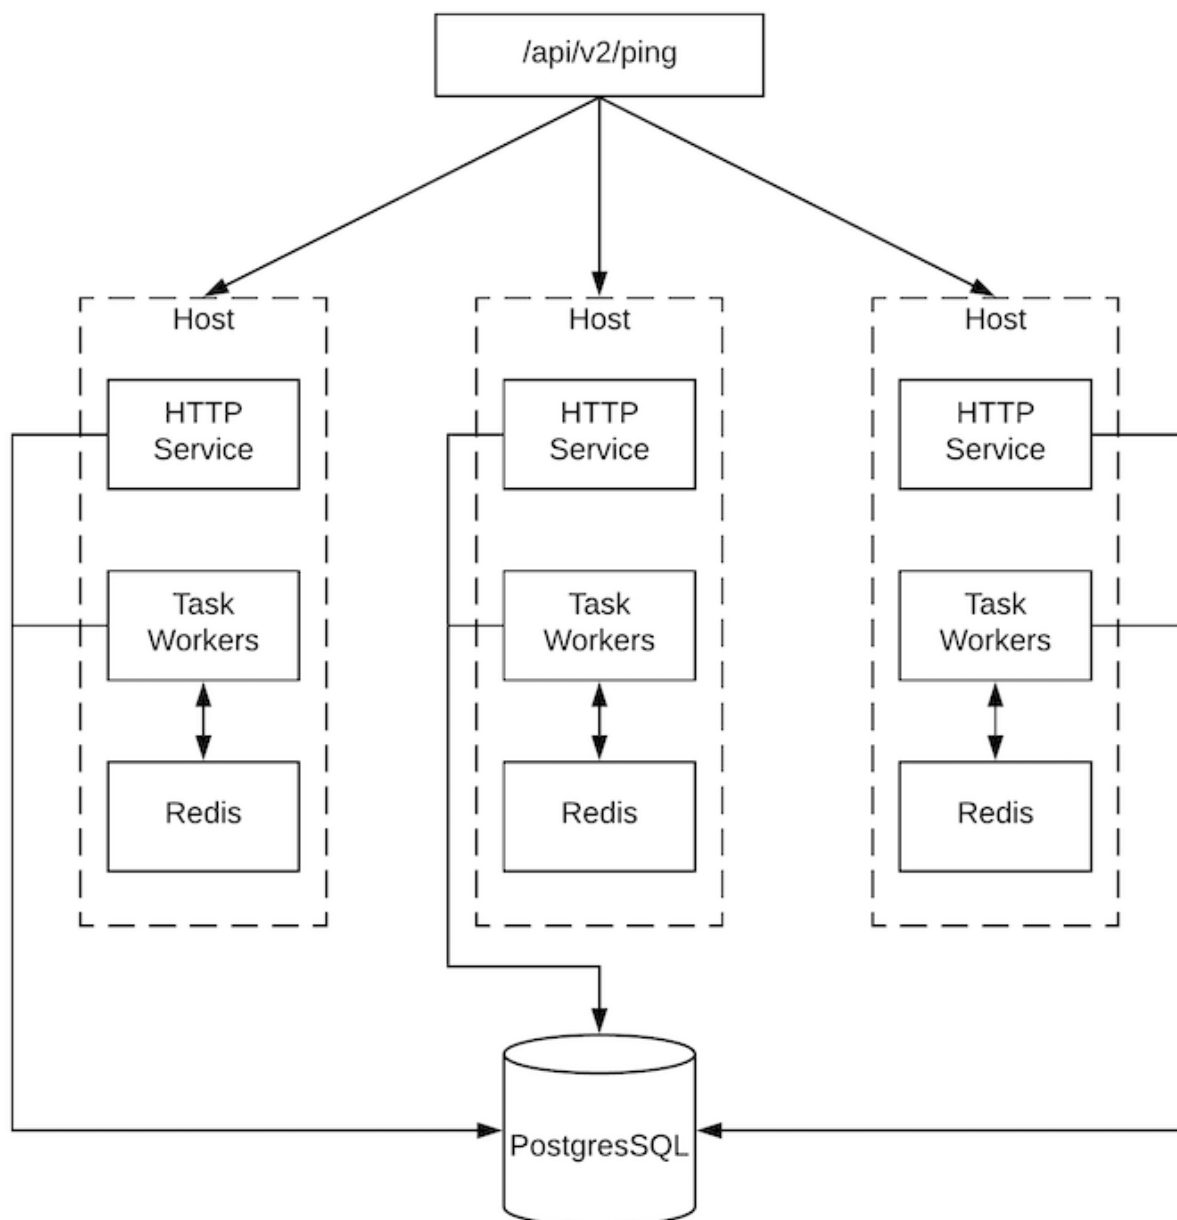 /api/v2/ping
Host
Host
Host
HTTP
Service
HTTP
Service
HTTP
Service
Task
Workers
Task
Workers
Task
Workers
Redis
Redis
Redis
PostgresSQL